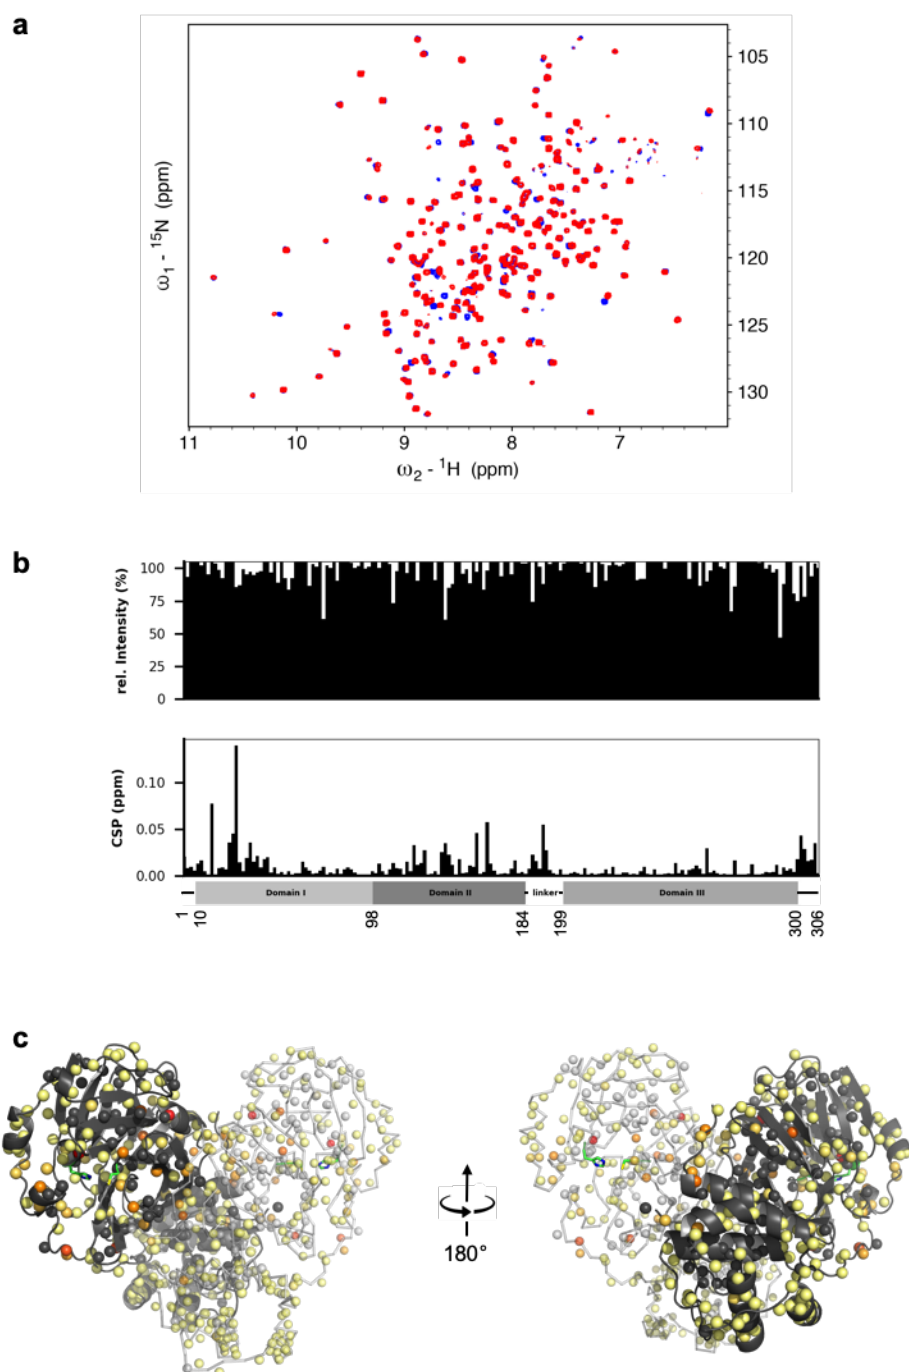 a
105
110
115
120
125
130
ω1 - 15N (ppm)
11 10 9 8 7
ω2 - 1H (ppm)
b
100
75
50
25
0
rel. Intensity (%)
0.10
0.05
0.00
CSP (ppm)
Domain I Domain II linker Domain III
1 10 98 184 199 300 306
c
180°